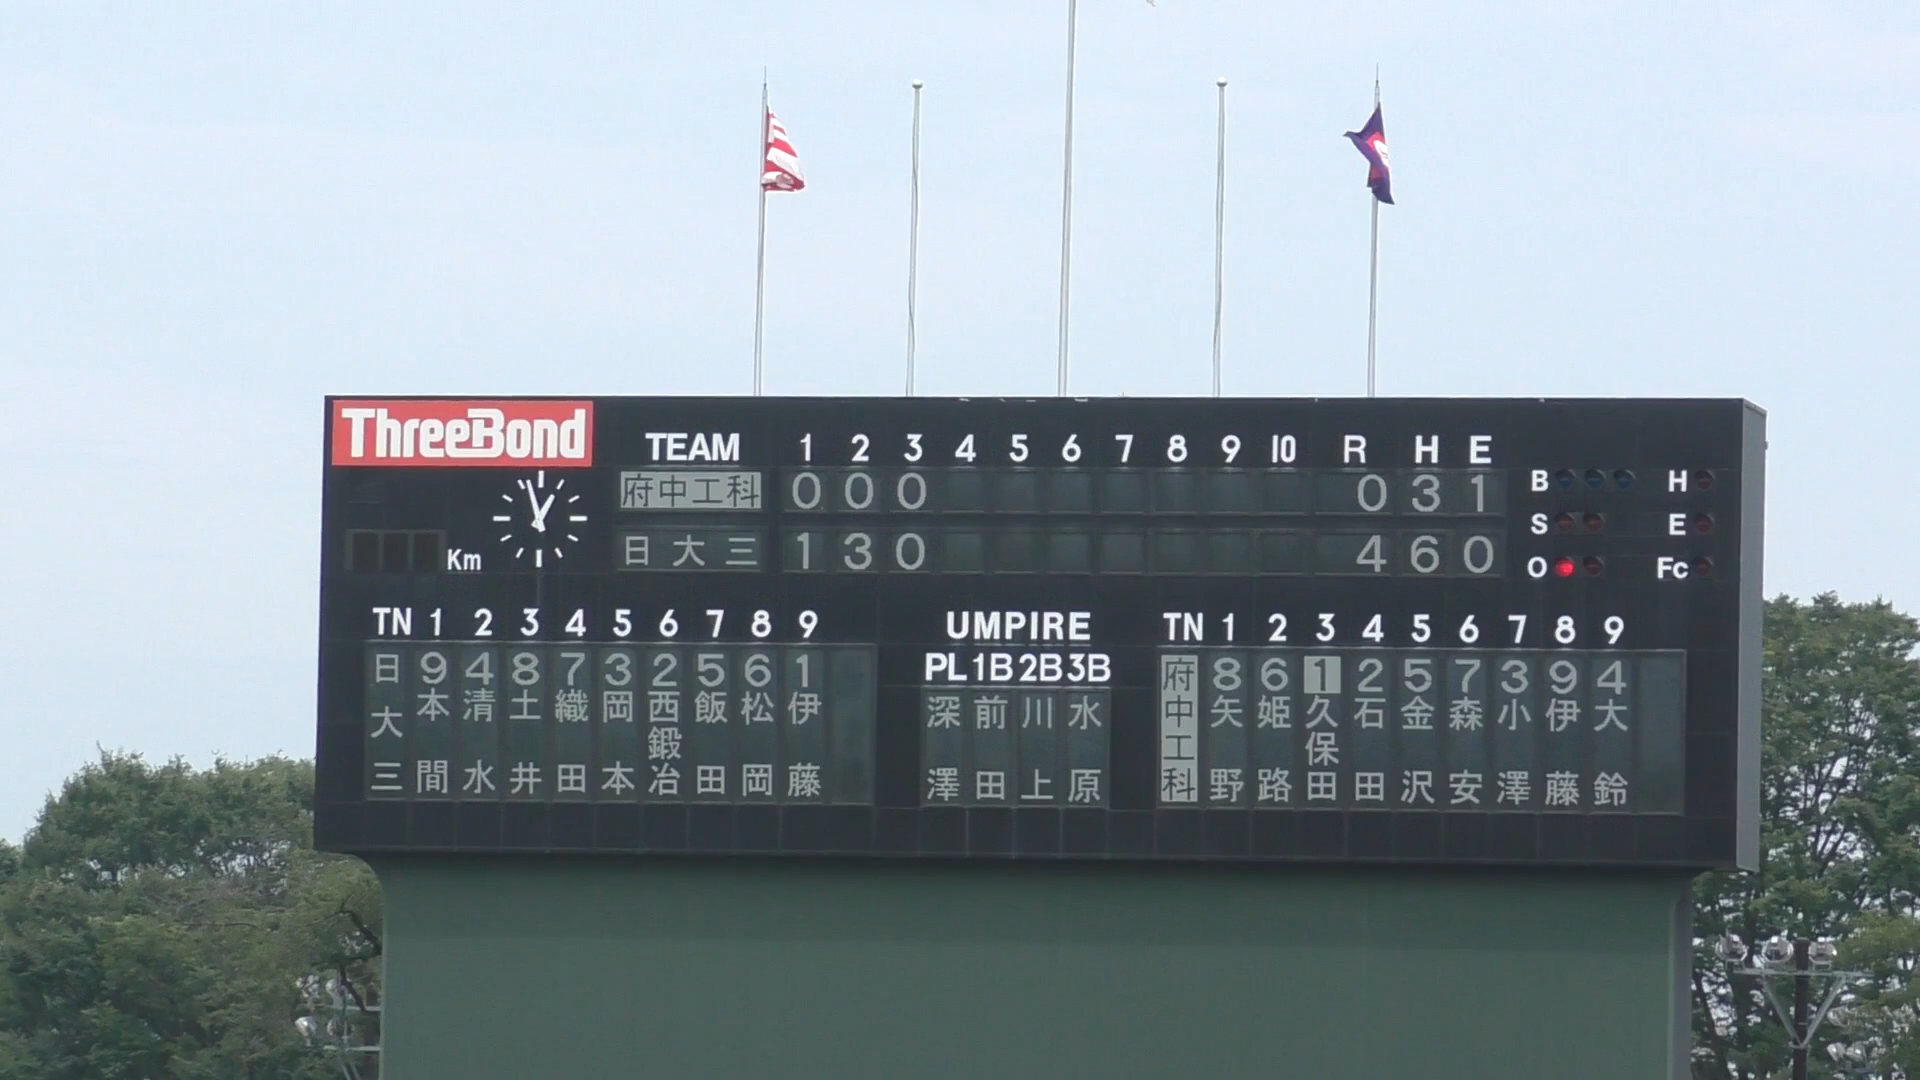 ThreeBond
TEAM 1 2 3 4 5 6 7 8 9 10 R H E
府中工科 0 0 0 0 3 1
日大三 1 3 0 4 6 0
B H
S E
O Fc
Km
TN 1 2 3 4 5 6 7 8 9
日大三 9 4 8 7 3 2 5 6 1
本間 清水 土井 織田 岡本 西鍛冶 飯田 松岡 伊藤
UMPIRE
PL 1B 2B 3B
深澤 前田 川上 水原
TN 1 2 3 4 5 6 7 8 9
府中工科 8 6 1 2 5 7 3 9 4
矢野 姫路 久保田 石田 金沢 森安 小澤 伊藤 大鈴